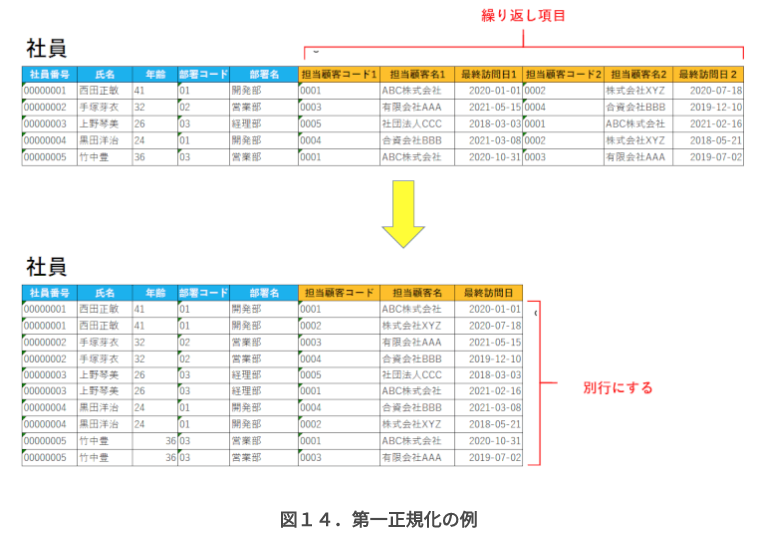 繰り返し項目
社員
社員番号 氏名 年齢 部署コード 部署名 担当顧客コード1 担当顧客名1 最終訪問日1 担当顧客コード2 担当顧客名2 最終訪問日２
00000001 西田正敏 41 01 開発部 0001 ABC株式会社 2020-01-01 0002 株式会社XYZ 2020-07-18
00000002 手塚芽衣 32 02 営業部 0003 有限会社AAA 2021-05-15 0004 合資会社BBB 2019-12-10
00000003 上野琴美 26 03 経理部 0005 社団法人CCC 2018-03-03 0001 ABC株式会社 2021-02-16
00000004 黒田洋治 24 01 開発部 0004 合資会社BBB 2021-03-08 0002 株式会社XYZ 2018-05-21
00000005 竹中豊 36 03 営業部 0001 ABC株式会社 2020-10-31 0003 有限会社AAA 2019-07-02
社員
社員番号 氏名 年齢 部署コード 部署名 担当顧客コード 担当顧客名 最終訪問日
00000001 西田正敏 41 01 開発部 0001 ABC株式会社 2020-01-01
00000001 西田正敏 41 01 開発部 0002 株式会社XYZ 2020-07-18
00000002 手塚芽衣 32 02 営業部 0003 有限会社AAA 2021-05-15
00000002 手塚芽衣 32 02 営業部 0004 合資会社BBB 2019-12-10
00000003 上野琴美 26 03 経理部 0005 社団法人CCC 2018-03-03
00000003 上野琴美 26 03 経理部 0001 ABC株式会社 2021-02-16
00000004 黒田洋治 24 01 開発部 0004 合資会社BBB 2021-03-08
00000004 黒田洋治 24 01 開発部 0002 株式会社XYZ 2018-05-21
00000005 竹中豊 36 03 営業部 0001 ABC株式会社 2020-10-31
00000005 竹中豊 36 03 営業部 0003 有限会社AAA 2019-07-02
別行にする
図１４．第一正規化の例